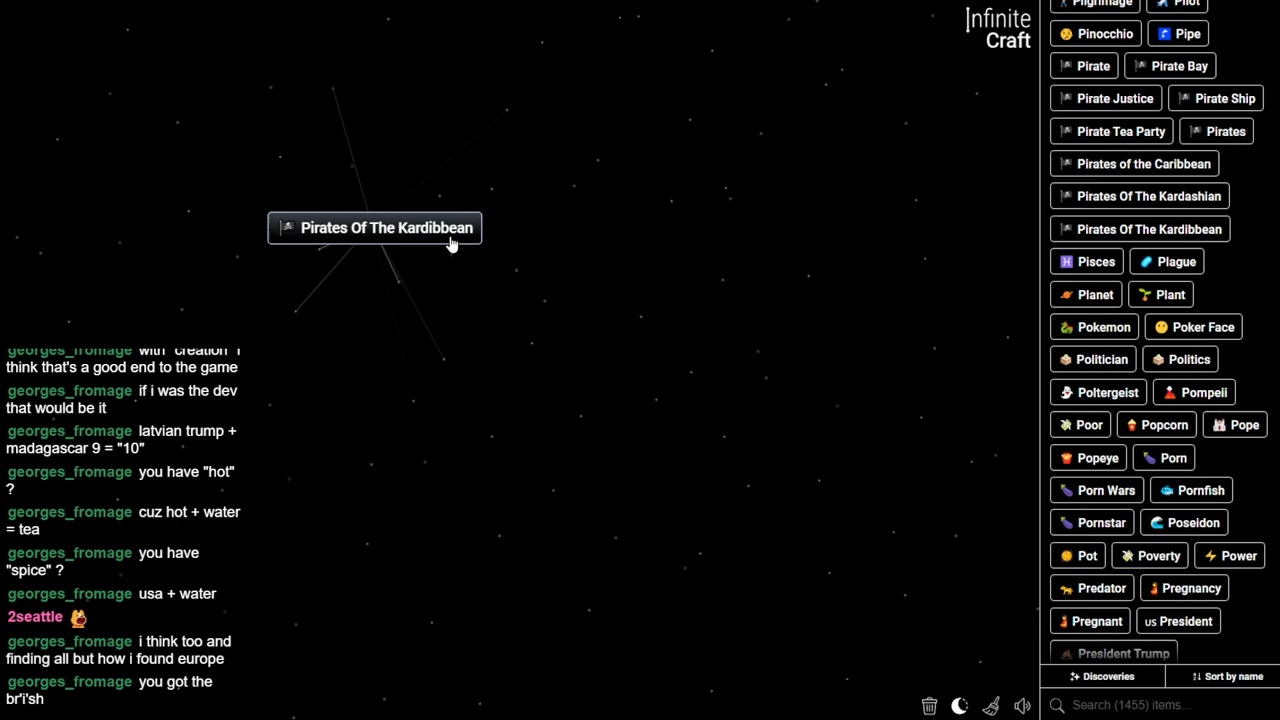 Infinite
Craft
Pirates Of The Kardibbean
georges_fromage with "creation" i
think that's a good end to the game
georges_fromage if i was the dev
that would be it
georges_fromage latvian trump +
madagascar 9 = "10"
georges_fromage you have "hot"
?
georges_fromage cuz hot + water
= tea
georges_fromage you have
"spice" ?
georges_fromage usa + water
2seattle
georges_fromage i think too and
finding all but how i found europe
georges_fromage you got the
br'i'sh
Pilgrimage Pilot
Pinocchio Pipe
Pirate Pirate Bay
Pirate Justice Pirate Ship
Pirate Tea Party Pirates
Pirates of the Caribbean
Pirates Of The Kardashian
Pirates Of The Kardibbean
Pisces Plague
Planet Plant
Pokemon Poker Face
Politician Politics
Poltergeist Pompeii
Poor Popcorn Pope
Popeye Porn
Porn Wars Pornfish
Pornstar Poseidon
Pot Poverty Power
Predator Pregnancy
Pregnant US President
President Trump
Discoveries Sort by name
Search (1455) items...